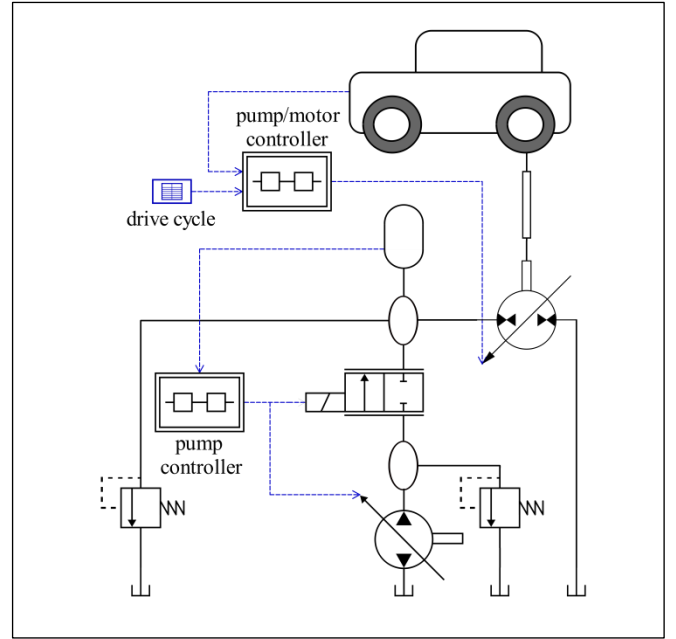 pump/motor
controller
drive cycle
pump
controller